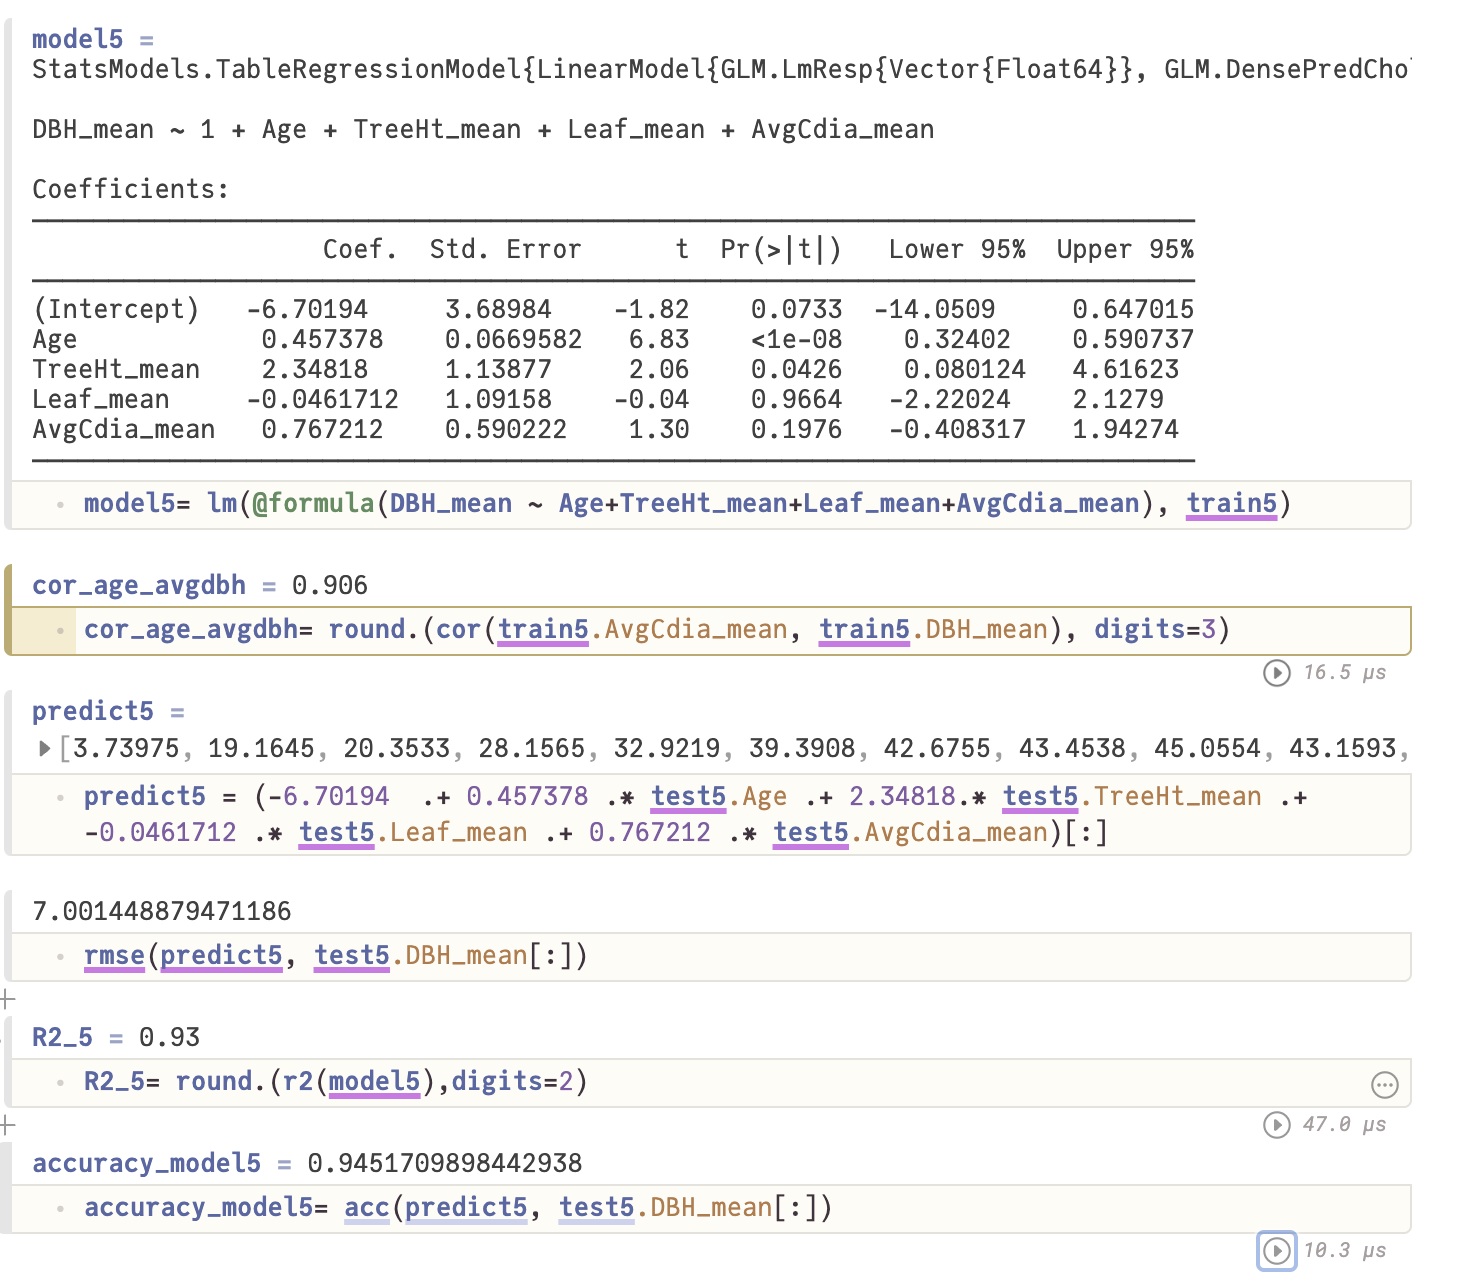 model5 =
StatsModels.TableRegressionModel{LinearModel{GLM.LmResp{Vector{Float64}}, GLM.DensePredCho
DBH_mean ~ 1 + Age + TreeHt_mean + Leaf_mean + AvgCdia_mean
Coefficients:
Coef. Std. Error t Pr(>|t|) Lower 95% Upper 95%
(Intercept) -6.70194 3.68984 -1.82 0.0733 -14.0509 0.647015
Age 0.457378 0.0669582 6.83 <1e-08 0.32402 0.590737
TreeHt_mean 2.34818 1.13877 2.06 0.0426 0.080124 4.61623
Leaf_mean -0.0461712 1.09158 -0.04 0.9664 -2.22024 2.1279
AvgCdia_mean 0.767212 0.590222 1.30 0.1976 -0.408317 1.94274
model5= lm(@formula(DBH_mean ~ Age+TreeHt_mean+Leaf_mean+AvgCdia_mean), train5)
cor_age_avgdbh = 0.906
cor_age_avgdbh= round.(cor(train5.AvgCdia_mean, train5.DBH_mean), digits=3)
16.5 μs
predict5 =
[3.73975, 19.1645, 20.3533, 28.1565, 32.9219, 39.3908, 42.6755, 43.4538, 45.0554, 43.1593,
predict5 = (-6.70194 .+ 0.457378 .* test5.Age .+ 2.34818.* test5.TreeHt_mean .+
-0.0461712 .* test5.Leaf_mean .+ 0.767212 .* test5.AvgCdia_mean)[:]
7.001448879471186
rmse(predict5, test5.DBH_mean[:])
R2_5 = 0.93
R2_5= round.(r2(model5),digits=2)
47.0 μs
accuracy_model5 = 0.9451709898442938
accuracy_model5= acc(predict5, test5.DBH_mean[:])
10.3 μs